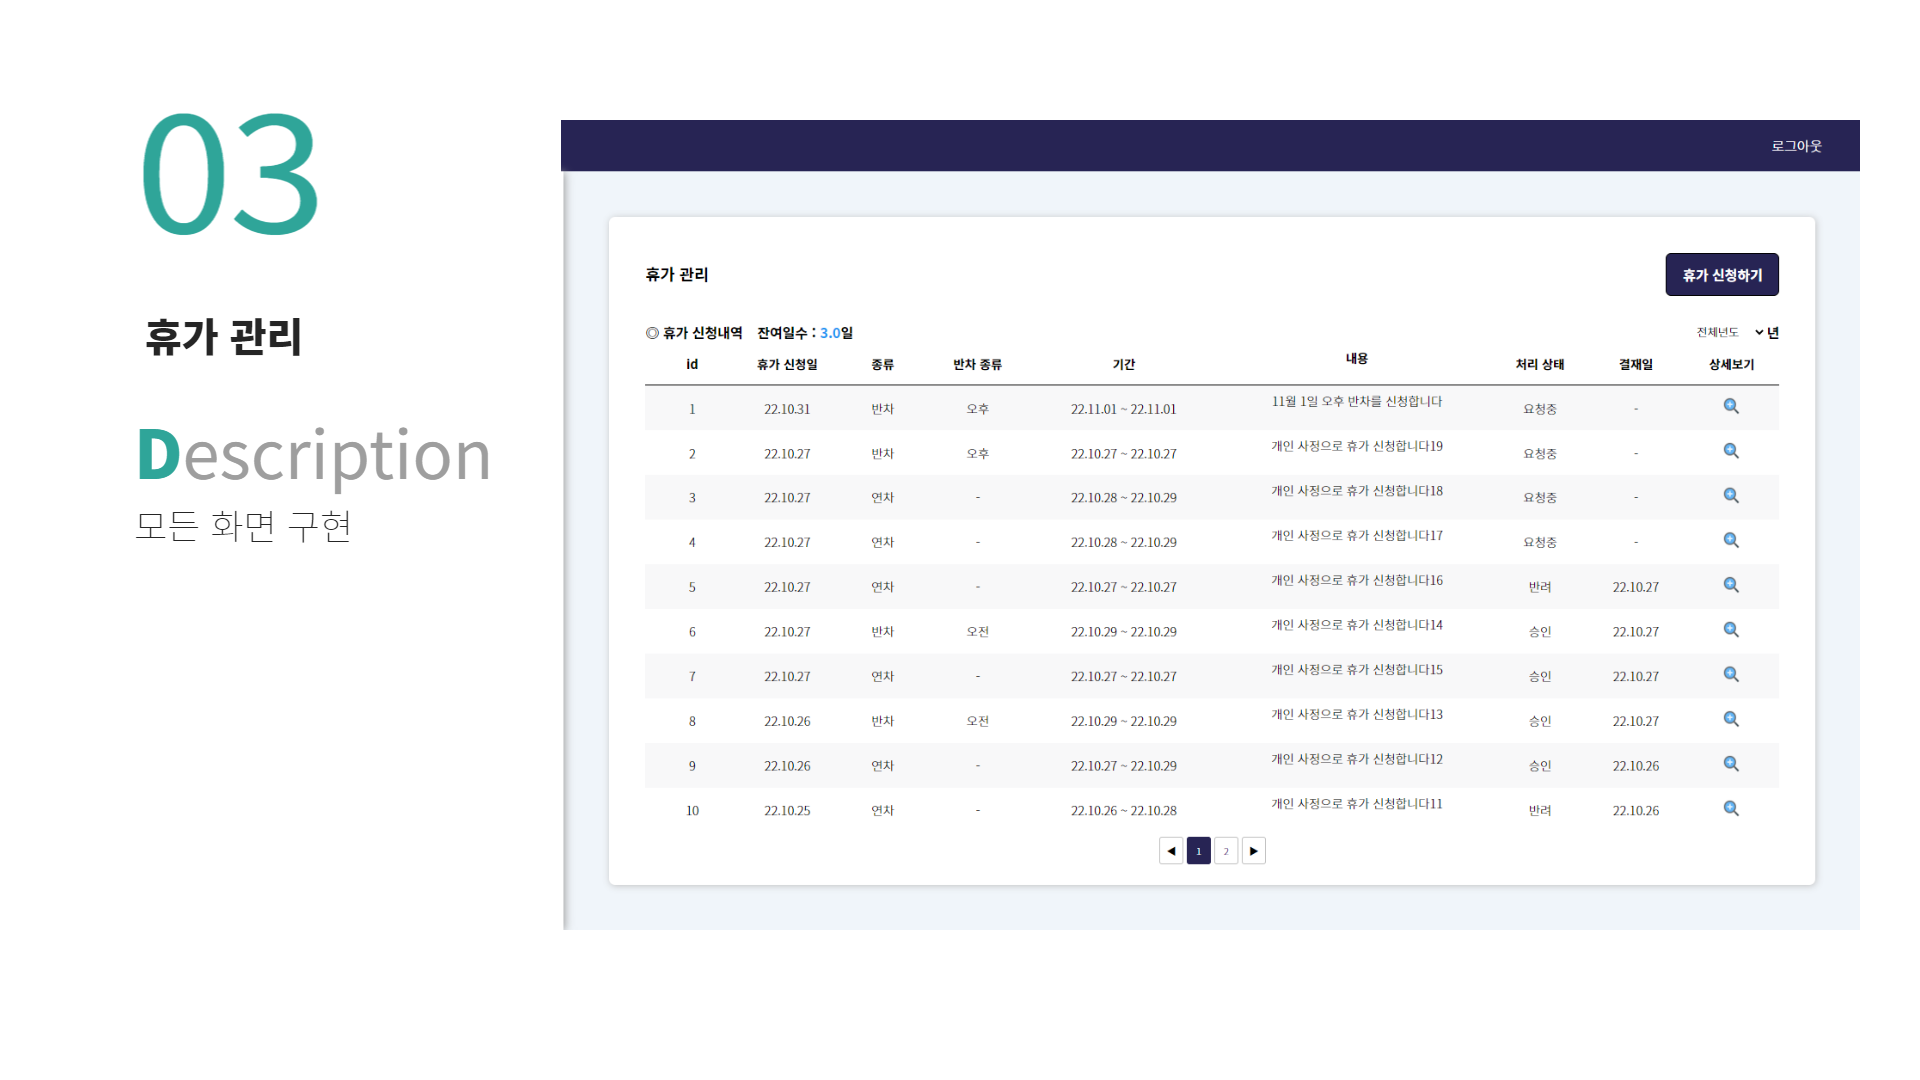 03
휴가 관리
Description
모든 화면 구현
로그아웃
휴가 관리
휴가 신청하기
◎ 휴가 신청내역 잔여일수 : 3.0일
전체년도 년
id 휴가 신청일 종류 반차 종류 기간 내용 처리 상태 결재일 상세보기
1 22.10.31 반차 오후 22.11.01 ~ 22.11.01 11월 1일 오후 반차를 신청합니다 요청중 -
2 22.10.27 반차 오후 22.10.27 ~ 22.10.27 개인 사정으로 휴가 신청합니다19 요청중 -
3 22.10.27 연차 - 22.10.28 ~ 22.10.29 개인 사정으로 휴가 신청합니다18 요청중 -
4 22.10.27 연차 - 22.10.28 ~ 22.10.29 개인 사정으로 휴가 신청합니다17 요청중 -
5 22.10.27 연차 - 22.10.27 ~ 22.10.27 개인 사정으로 휴가 신청합니다16 반려 22.10.27
6 22.10.27 반차 오전 22.10.29 ~ 22.10.29 개인 사정으로 휴가 신청합니다14 승인 22.10.27
7 22.10.27 연차 - 22.10.27 ~ 22.10.27 개인 사정으로 휴가 신청합니다15 승인 22.10.27
8 22.10.26 반차 오전 22.10.29 ~ 22.10.29 개인 사정으로 휴가 신청합니다13 승인 22.10.27
9 22.10.26 연차 - 22.10.27 ~ 22.10.29 개인 사정으로 휴가 신청합니다12 승인 22.10.26
10 22.10.25 연차 - 22.10.26 ~ 22.10.28 개인 사정으로 휴가 신청합니다11 반려 22.10.26
◀ 1 2 ▶